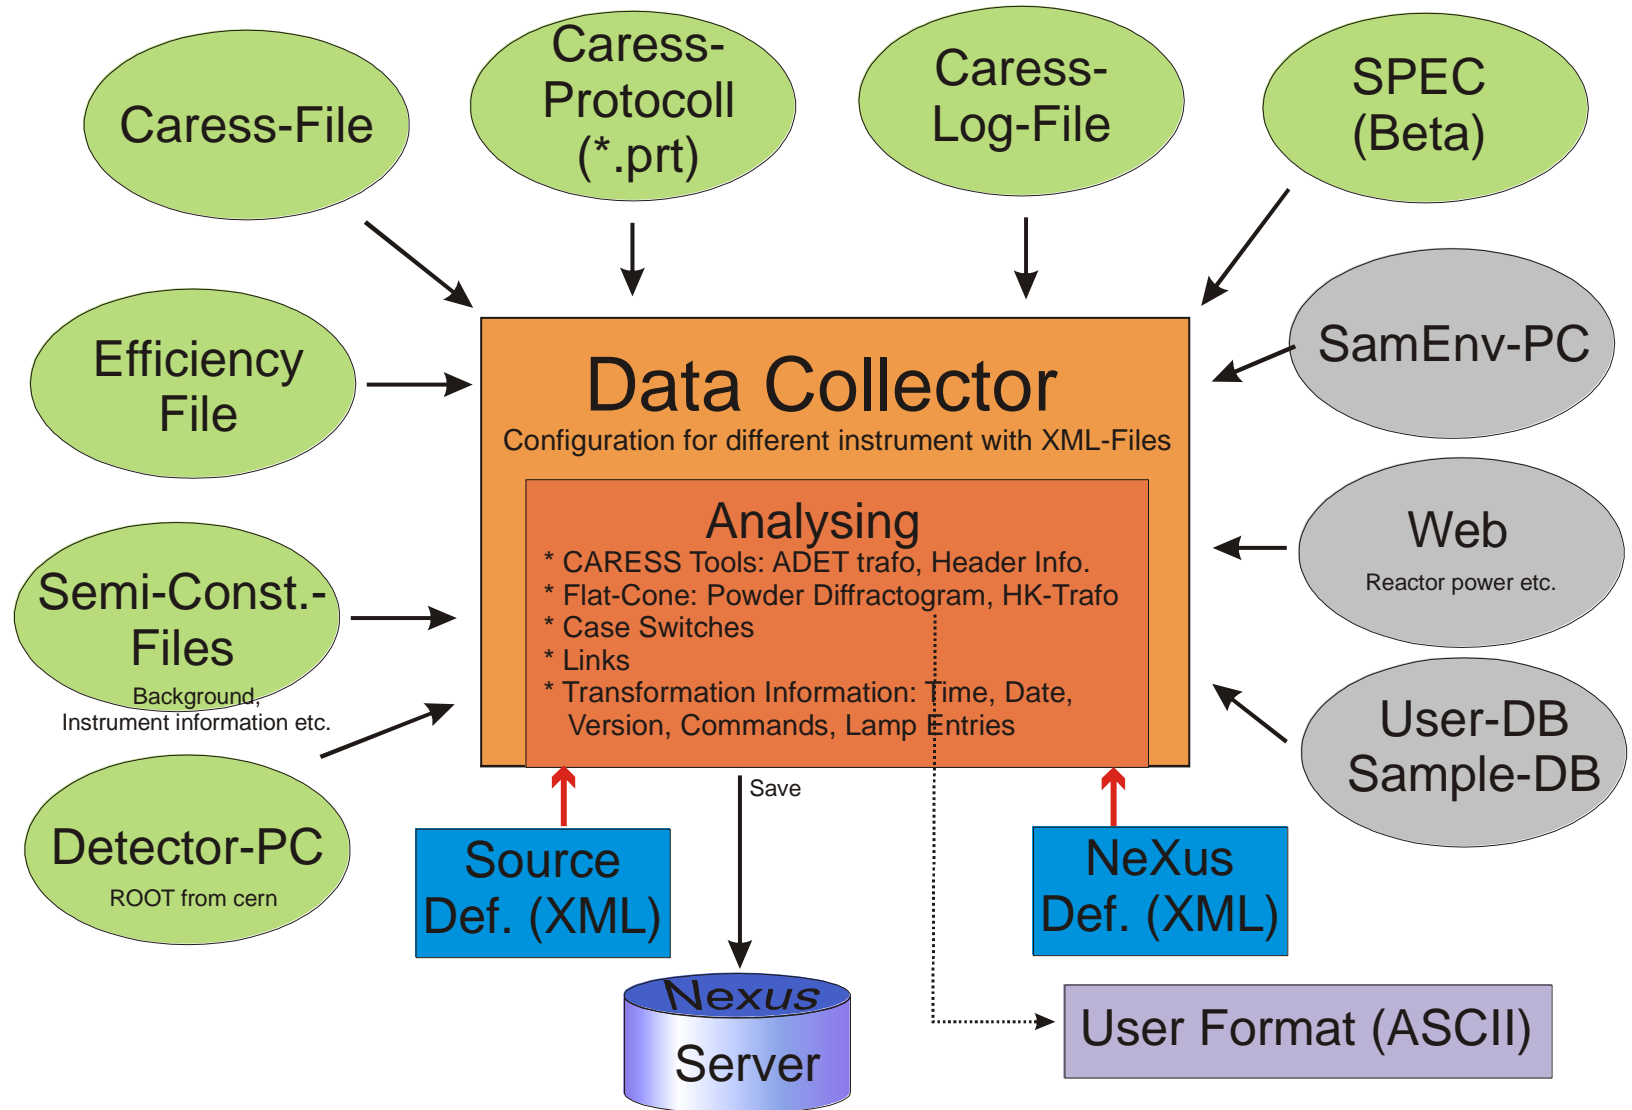 Caress-File
Caress-
Protocoll
(*.prt)
Caress-
Log-File
SPEC
(Beta)
Efficiency
File
SamEnv-PC
Data Collector
Configuration for different instrument with XML-Files
Analysing
* CARESS Tools: ADET trafo, Header Info.
* Flat-Cone: Powder Diffractogram, HK-Trafo
* Case Switches
* Links
* Transformation Information: Time, Date,
Version, Commands, Lamp Entries
Web
Reactor power etc.
Semi-Const.-
Files
Background,
Instrument information etc.
User-DB
Sample-DB
Detector-PC
ROOT from cern
Save
Source
Def. (XML)
NeXus
Def. (XML)
Nexus
Server
User Format (ASCII)